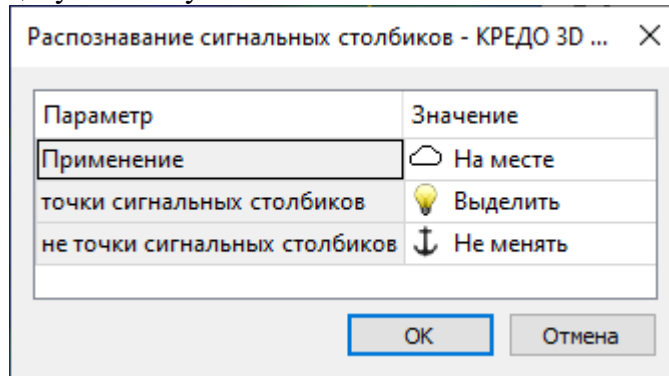 Распознавание сигнальных столбиков - КРЕДО 3D ...
Параметр Значение
Применение На месте
точки сигнальных столбиков Выделить
не точки сигнальных столбиков Не менять
ОК Отмена